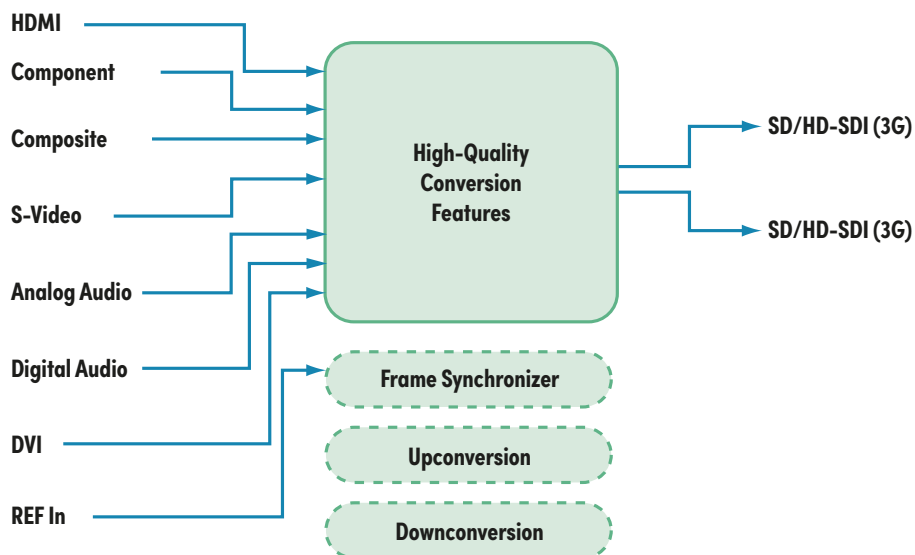 HDMI
Component
Composite
S-Video
Analog Audio
Digital Audio
DVI
REF In
High-Quality
Conversion
Features
Frame Synchronizer
Upconversion
Downconversion
SD/HD-SDI (3G)
SD/HD-SDI (3G)